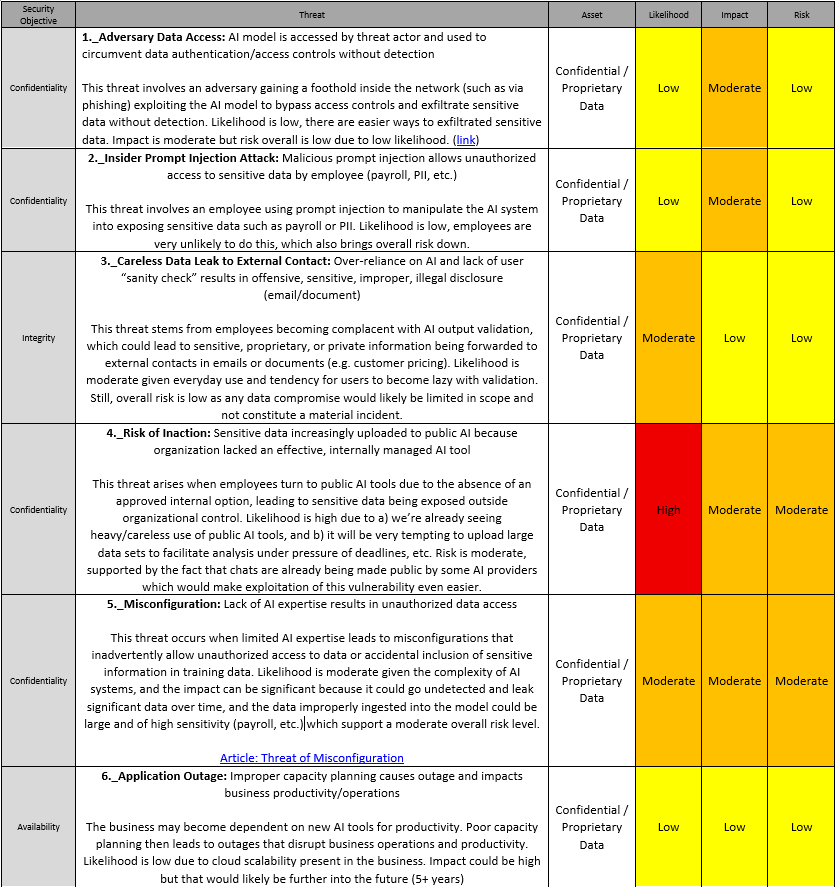 Security Objective
Threat
Asset
Likelihood
Impact
Risk
Confidentiality
1._Adversary Data Access: AI model is accessed by threat actor and used to
circumvent data authentication/access controls without detection
This threat involves an adversary gaining a foothold inside the network (such as via
phishing) exploiting the AI model to bypass access controls and exfiltrate sensitive
data without detection. Likelihood is low, there are easier ways to exfiltrated sensitive
data. Impact is moderate but risk overall is low due to low likelihood. (link)
Confidential /
Proprietary
Data
Low
Moderate
Low
Confidentiality
2._Insider Prompt Injection Attack: Malicious prompt injection allows unauthorized
access to sensitive data by employee (payroll, PII, etc.)
This threat involves an employee using prompt injection to manipulate the AI system
into exposing sensitive data such as payroll or PII. Likelihood is low, employees are
very unlikely to do this, which also brings overall risk down.
Confidential /
Proprietary
Data
Low
Moderate
Low
Integrity
3._Careless Data Leak to External Contact: Over-reliance on AI and lack of user
“sanity check” results in offensive, sensitive, improper, illegal disclosure
(email/document)
This threat stems from employees becoming complacent with AI output validation,
which could lead to sensitive, proprietary, or private information being forwarded to
external contacts in emails or documents (e.g. customer pricing). Likelihood is
moderate given everyday use and tendency for users to become lazy with validation.
Still, overall risk is low as any data compromise would likely be limited in scope and
not constitute a material incident.
Confidential /
Proprietary
Data
Moderate
Low
Low
Confidentiality
4._Risk of Inaction: Sensitive data increasingly uploaded to public AI because
organization lacked an effective, internally managed AI tool
This threat arises when employees turn to public AI tools due to the absence of an
approved internal option, leading to sensitive data being exposed outside
organizational control. Likelihood is high due to a) we’re already seeing
heavy/careless use of public AI tools, and b) it will be very tempting to upload large
data sets to facilitate analysis under pressure of deadlines, etc. Risk is moderate,
supported by the fact that chats are already being made public by some AI providers
which would make exploitation of this vulnerability even easier.
Confidential /
Proprietary
Data
High
Moderate
Moderate
Confidentiality
5._Misconfiguration: Lack of AI expertise results in unauthorized data access
This threat occurs when limited AI expertise leads to misconfigurations that
inadvertently allow unauthorized access to data or accidental inclusion of sensitive
information in training data. Likelihood is moderate given the complexity of AI
systems, and the impact can be significant because it could go undetected and leak
significant data over time, and the data improperly ingested into the model could be
large and of high sensitivity (payroll, etc.) which support a moderate overall risk level.
Article: Threat of Misconfiguration
Confidential /
Proprietary
Data
Moderate
Moderate
Moderate
Availability
6._Application Outage: Improper capacity planning causes outage and impacts
business productivity/operations
The business may become dependent on new AI tools for productivity. Poor capacity
planning then leads to outages that disrupt business operations and productivity.
Likelihood is low due to cloud scalability present in the business. Impact could be high
but that would likely be further into the future (5+ years)
Confidential /
Proprietary
Data
Low
Low
Low